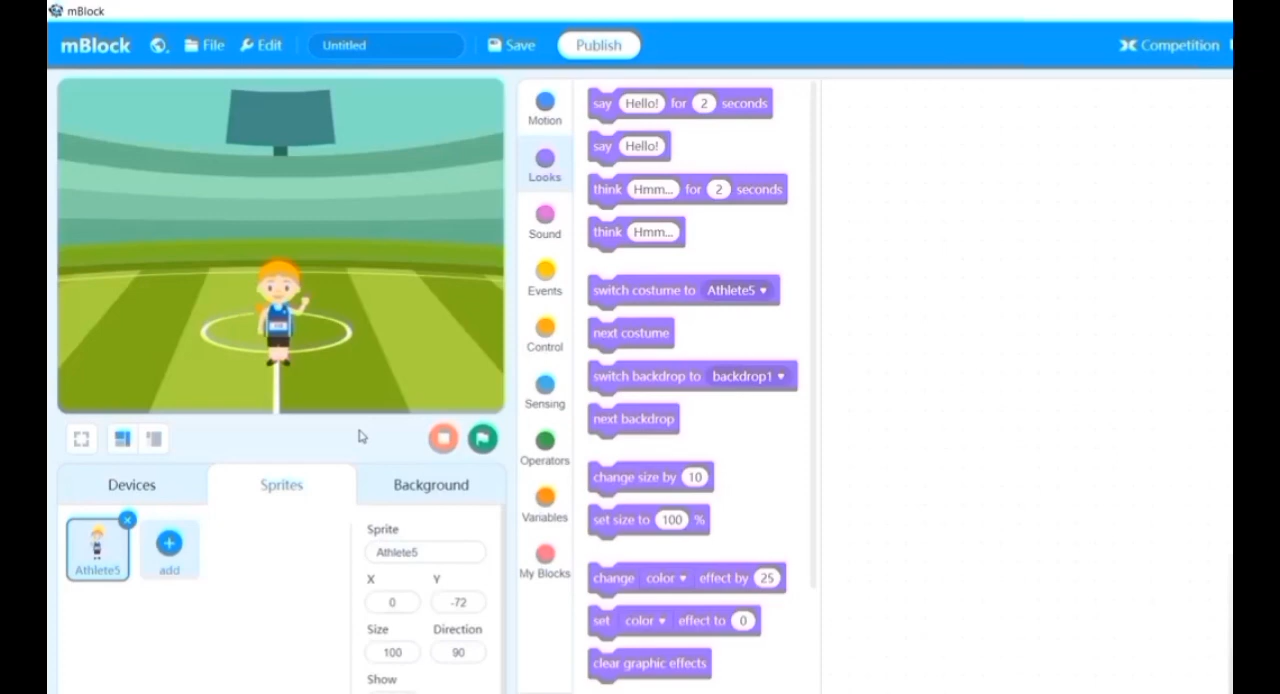 mBlock
mBlock
File
Edit
Untitled
Save
Publish
Competition
Motion
Looks
Sound
Events
Control
Sensing
Operators
Variables
My Blocks
say Hello! for 2 seconds
say Hello!
think Hmm... for 2 seconds
think Hmm...
switch costume to Athlete5
next costume
switch backdrop to backdrop1
next backdrop
change size by 10
set size to 100 %
change color effect by 25
set color effect to 0
clear graphic effects
Devices
Sprites
Background
Athlete5
add
Sprite
Athlete5
X
Y
0
-72
Size
Direction
100
90
Show